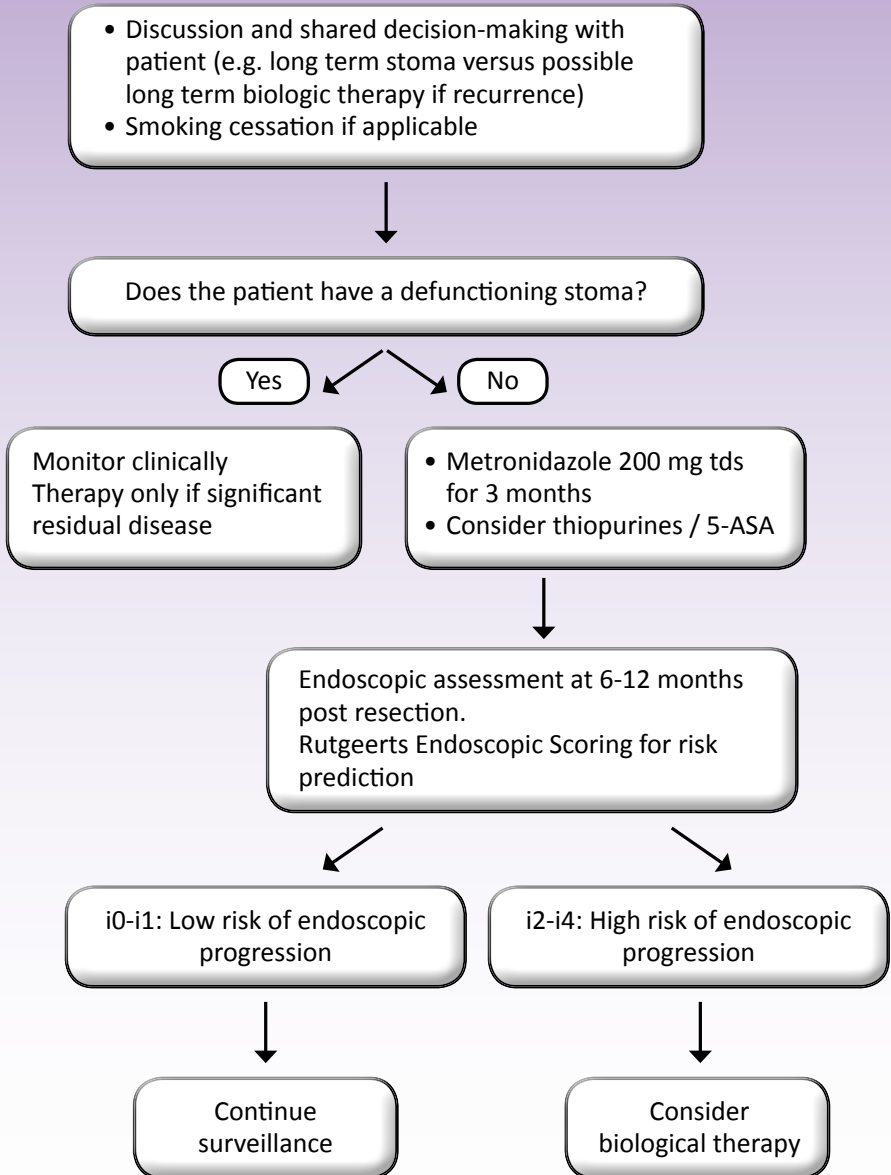 • Discussion and shared decision-making with
patient (e.g. long term stoma versus possible
long term biologic therapy if recurrence)
• Smoking cessation if applicable
Does the patient have a defunctioning stoma?
Yes
No
Monitor clinically
Therapy only if significant
residual disease
• Metronidazole 200 mg tds
for 3 months
• Consider thiopurines / 5-ASA
Endoscopic assessment at 6-12 months
post resection.
Rutgeerts Endoscopic Scoring for risk
prediction
i0-i1: Low risk of endoscopic
progression
i2-i4: High risk of endoscopic
progression
Continue
surveillance
Consider
biological therapy